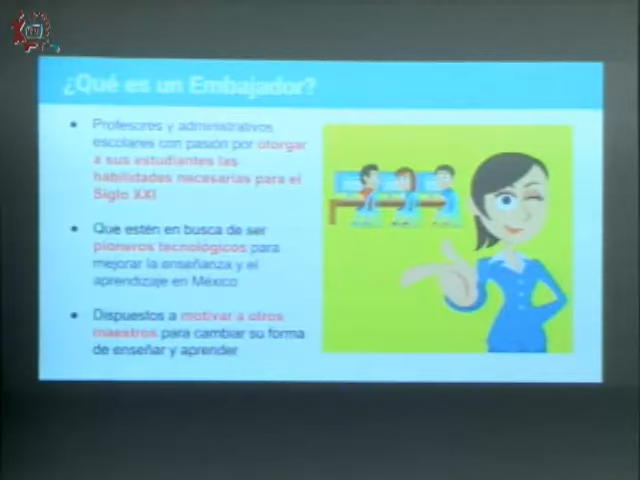 ¿Qué es un Embajador?
• Profesores y administrativos
escolares con pasión por otorgar
a sus estudiantes las
habilidades necesarias para el
Siglo XXI
• Que estén en busca de ser
pioneros tecnológicos para
mejorar la enseñanza y el
aprendizaje en México
• Dispuestos a motivar a otros
maestros para cambiar su forma
de enseñar y aprender